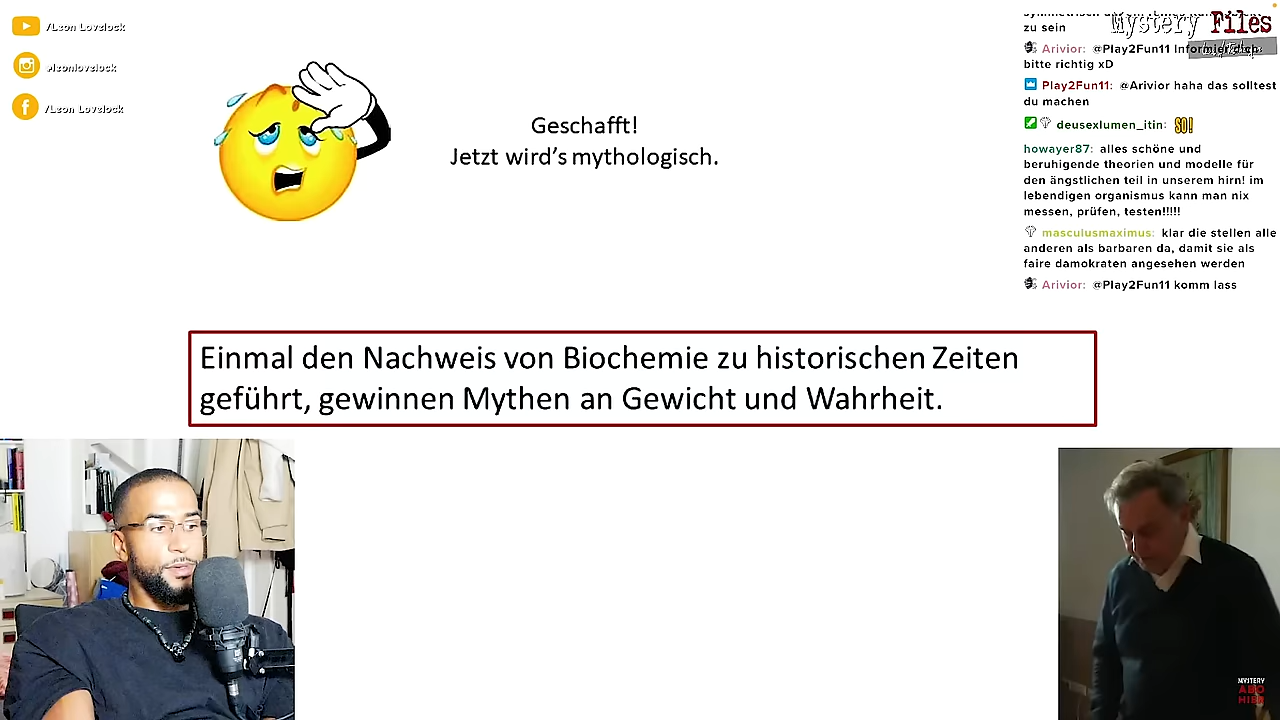 /Leon Lovelock
/leonlovelock
/Leon Lovelock
Geschafft!
Jetzt wird's mythologisch.
Einmal den Nachweis von Biochemie zu historischen Zeiten
geführt, gewinnen Mythen an Gewicht und Wahrheit.
Mystery Files
zu sein
Arivior: @Play2Fun11
bitte richtig xD
Play2Fun11: @Arivior haha das solltest
du machen
deusexlumen_itin: SO!
howayer87: alles schöne und
beruhigende theorien und modelle für
den ängstlichen teil in unserem hirn! im
lebendigen organismus kann man nix
messen, prüfen, testen!!!!!
masculusmaximus: klar die stellen alle
anderen als barbaren da, damit sie als
faire damokraten angesehen werden
Arivior: @Play2Fun11 komm lass
MYSTERY
ABO
HIER